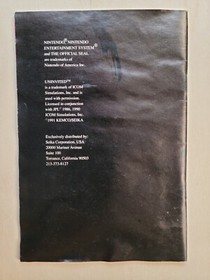 NINTENDO,® NINTENDO
ENTERTAINMENT SYSTEM®
and THE OFFICIAL SEAL
are trademarks of
Nintendo of America Inc.
UNINVITED™
is a trademark of ICOM
Simulations, Inc. and is
used with permission.
Licensed in conjunction
with JPI.© 1986, 1990
ICOM Simulations, Inc.
©1991 KEMCO/SEIKA
Exclusively distributed by:
Seika Corporation, USA
20000 Mariner Avenue
Suite 100
Torrance, California 90503
213-373-8127